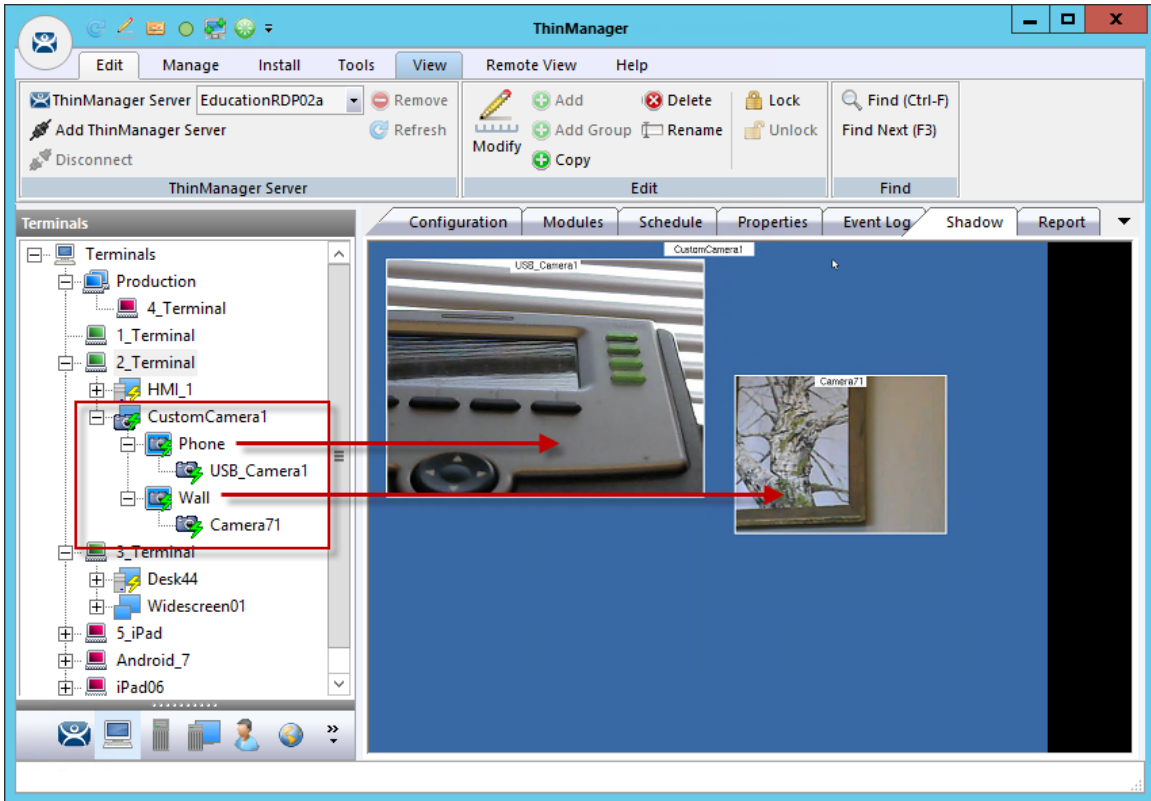 ThinManager
Edit Manage Install Tools View Remote View Help
ThinManager Server EducationRDP02a Remove
Add ThinManager Server Refresh
Disconnect
ThinManager Server
Modify
Add Delete Lock
Add Group Rename Unlock
Copy
Edit
Find (Ctrl-F)
Find Next (F3)
Find
Terminals
Terminals
Production
4_Terminal
1_Terminal
2_Terminal
HMI_1
CustomCamera1
Phone
USB_Camera1
Wall
Camera71
3_Terminal
Desk44
Widescreen01
5_iPad
Android_7
iPad06
Configuration Modules Schedule Properties Event Log Shadow Report
CustomCamera1
USB_Camera1
Camera71